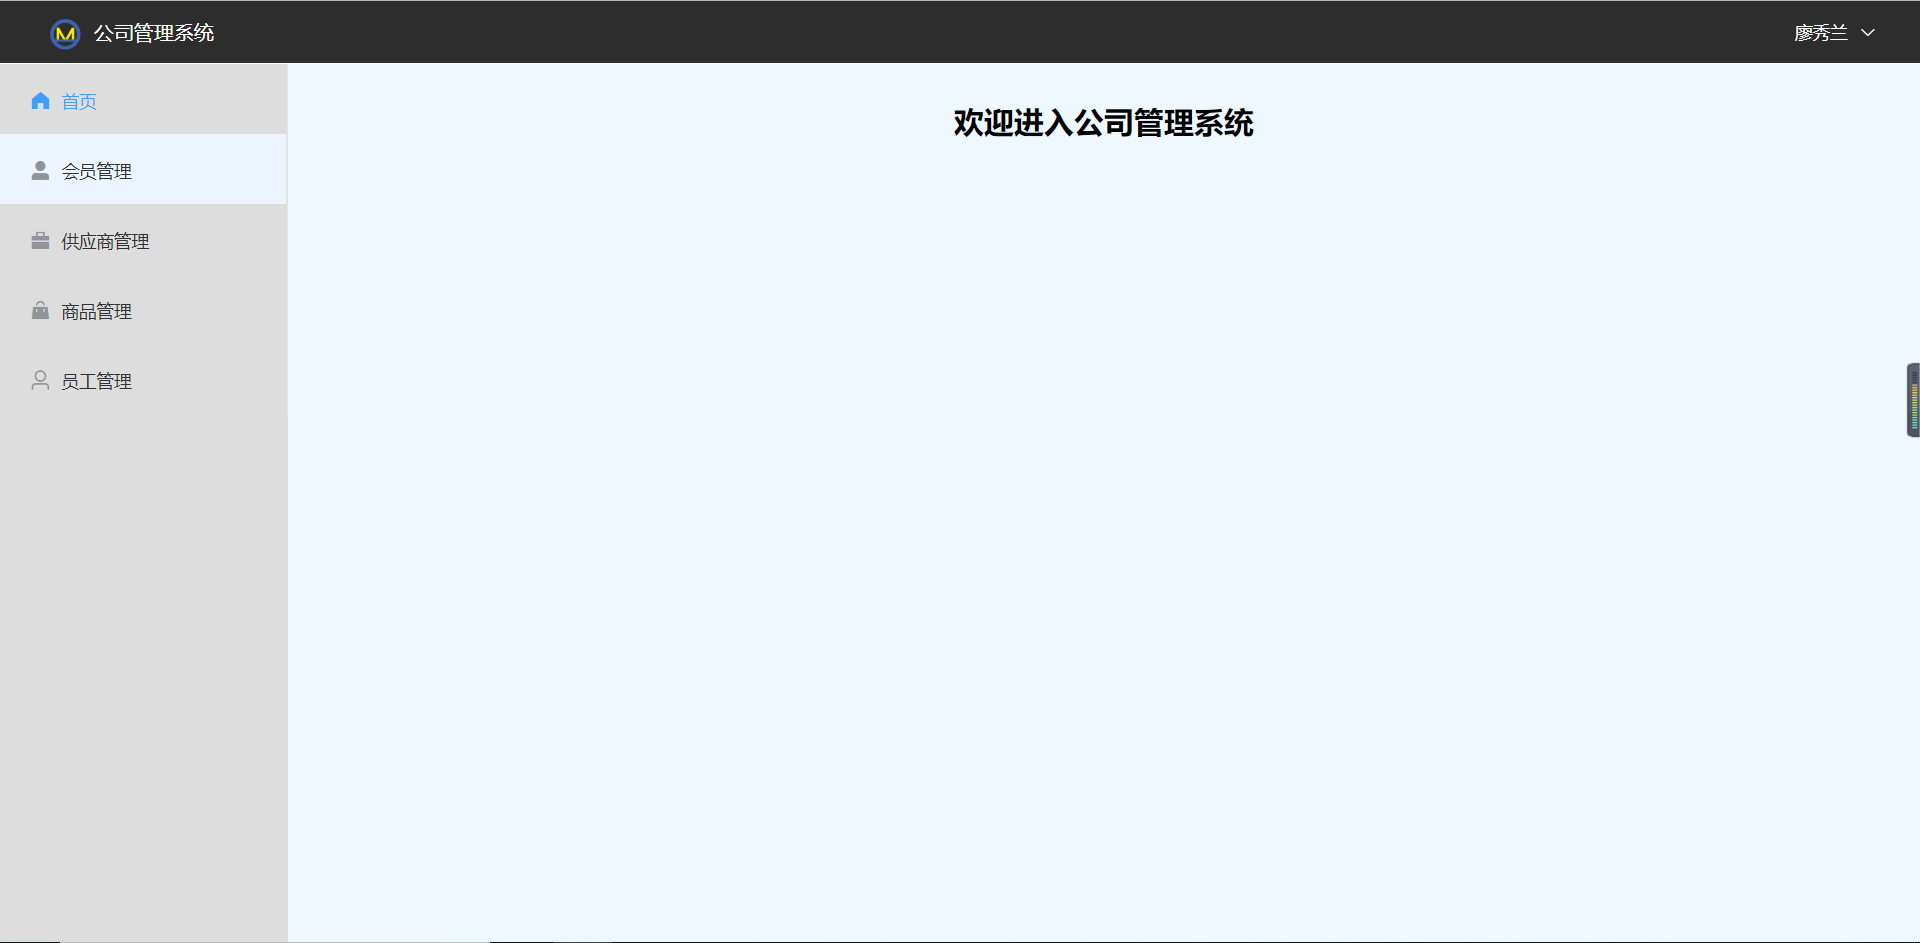 公司管理系统
廖秀兰
首页
欢迎进入公司管理系统
会员管理
供应商管理
商品管理
员工管理